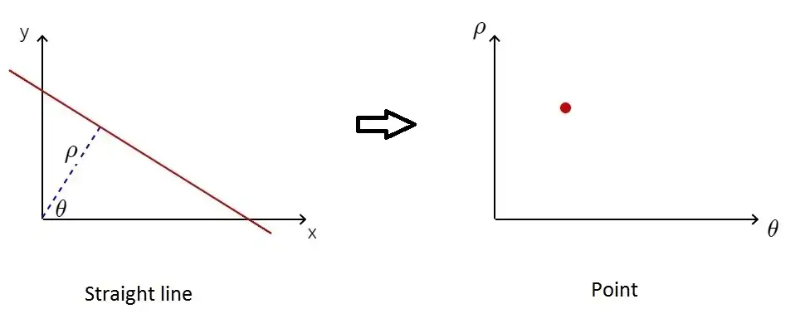 y
ρ
θ
x
Straight line
ρ
θ
Point